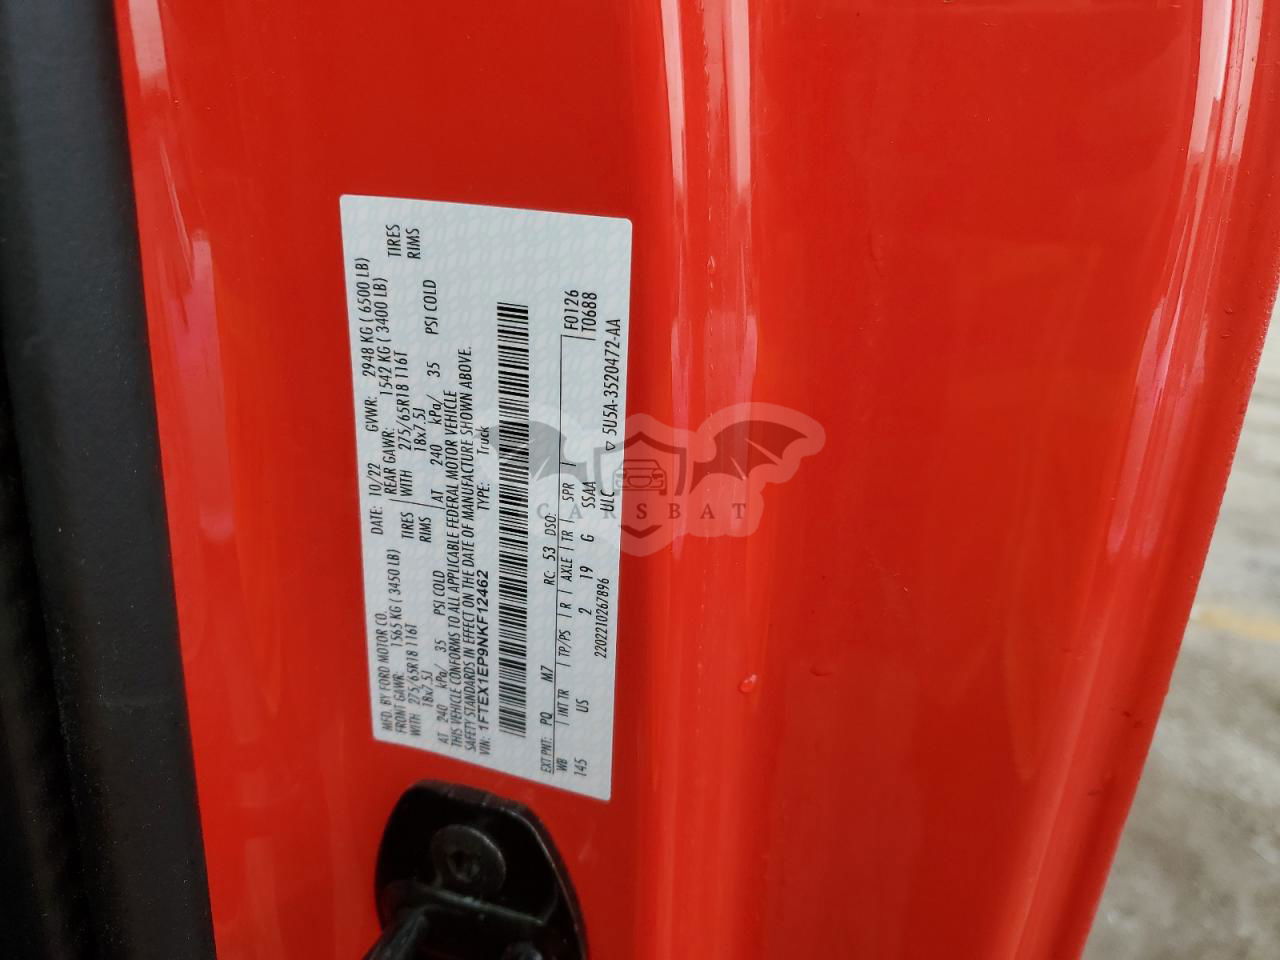 MFD. BY FORD MOTOR CO.
DATE: 10/22 GVWR: 2948 KG ( 6500 LB)
FRONT GAWR: 1565 KG ( 3450 LB)
REAR GAWR: 1542 KG ( 3400 LB)
WITH 275/65R18 116T TIRES
WITH 275/65R18 116T TIRES
18x7.5J RIMS
18x7.5J RIMS
AT 240 kPa/ 35 PSI COLD
AT 240 kPa/ 35 PSI COLD
THIS VEHICLE CONFORMS TO ALL APPLICABLE FEDERAL MOTOR VEHICLE
SAFETY STANDARDS IN EFFECT ON THE DATE OF MANUFACTURE SHOWN ABOVE.
VIN: 1FTEX1EP9NKF12462 TYPE: Truck
EXT PNT: PQ M7 RC: 53 DSO:
F0126
WB INT TR TP/PS R AXLE TR SPR
T0688
145 US 2 19 G SSAA
2202210267896 ULC 5U5A-3520472-AA
CARSBAT